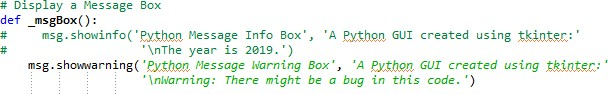 # Display a Message Box
def _msgBox():
#     msg.showinfo('Python Message Info Box', 'A Python GUI created using tkinter:'
#                  '\nThe year is 2019.')
    msg.showwarning('Python Message Warning Box', 'A Python GUI created using tkinter:'
                    '\nWarning: There might be a bug in this code.')